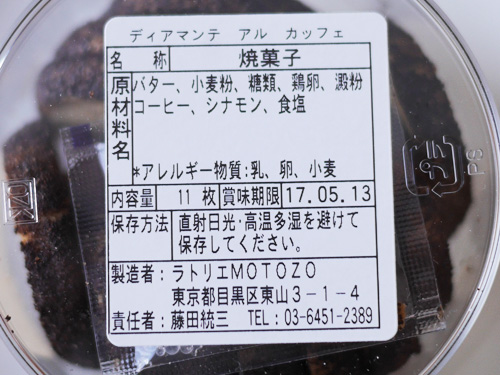 ディアマンテ アル カッフェ
名称 焼菓子
原材料名 バター、小麦粉、糖類、鶏卵、澱粉
コーヒー、シナモン、食塩
*アレルギー物質:乳、卵、小麦
内容量 11枚 賞味期限 17.05.13
保存方法 直射日光・高温多湿を避けて
保存してください。
製造者:ラトリエMOTOZO
東京都目黒区東山3-1-4
責任者:藤田統三 TEL:03-6451-2389
プラ
PS
OZK